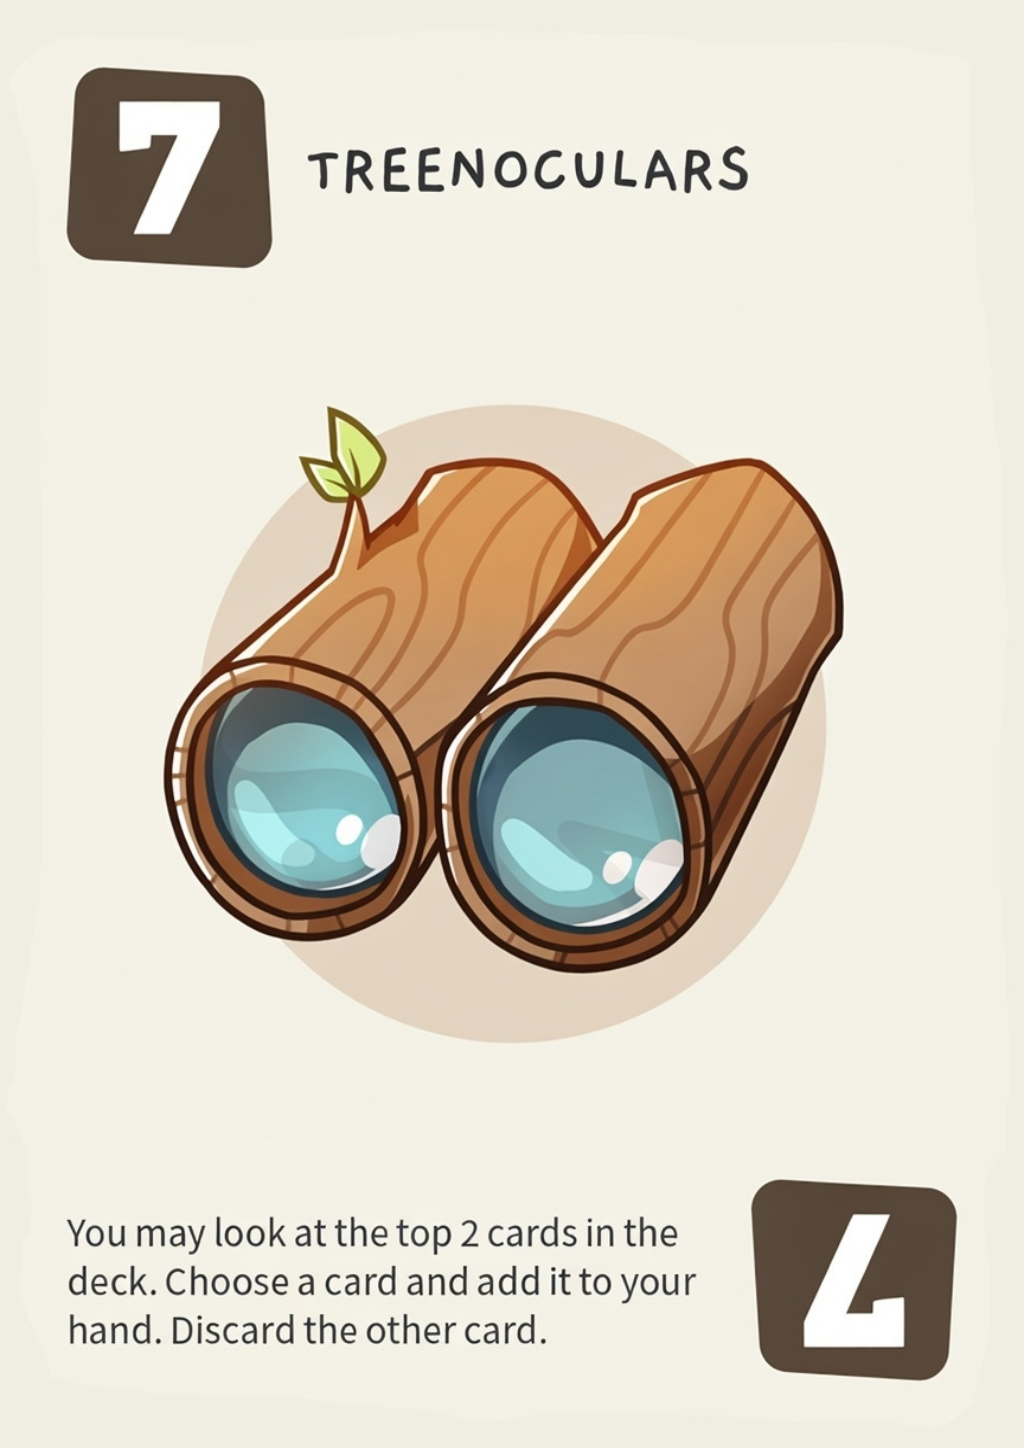 7
TREENOCULARS
You may look at the top 2 cards in the
deck. Choose a card and add it to your
hand. Discard the other card.
7